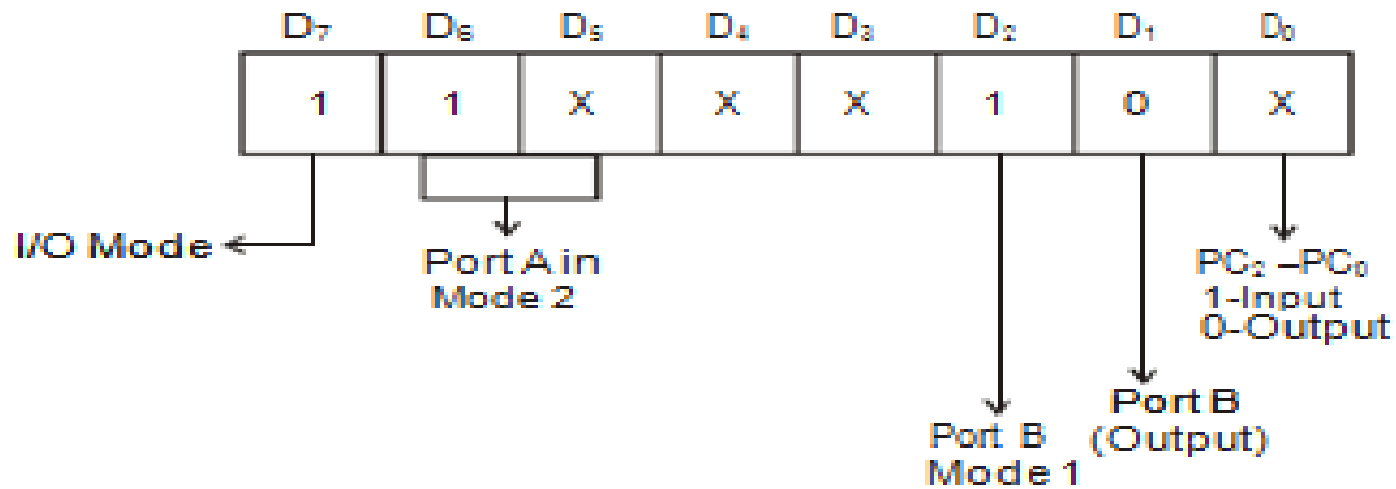 D₇ D₆ D₅ D₄ D₃ D₂ D₁ D₀
1 1 X X X 1 0 X
I/O Mode
Port A in
Mode 2
PC₂ –PC₀
1-Input
0-Output
Port B
(Output)
Port B
Mode 1